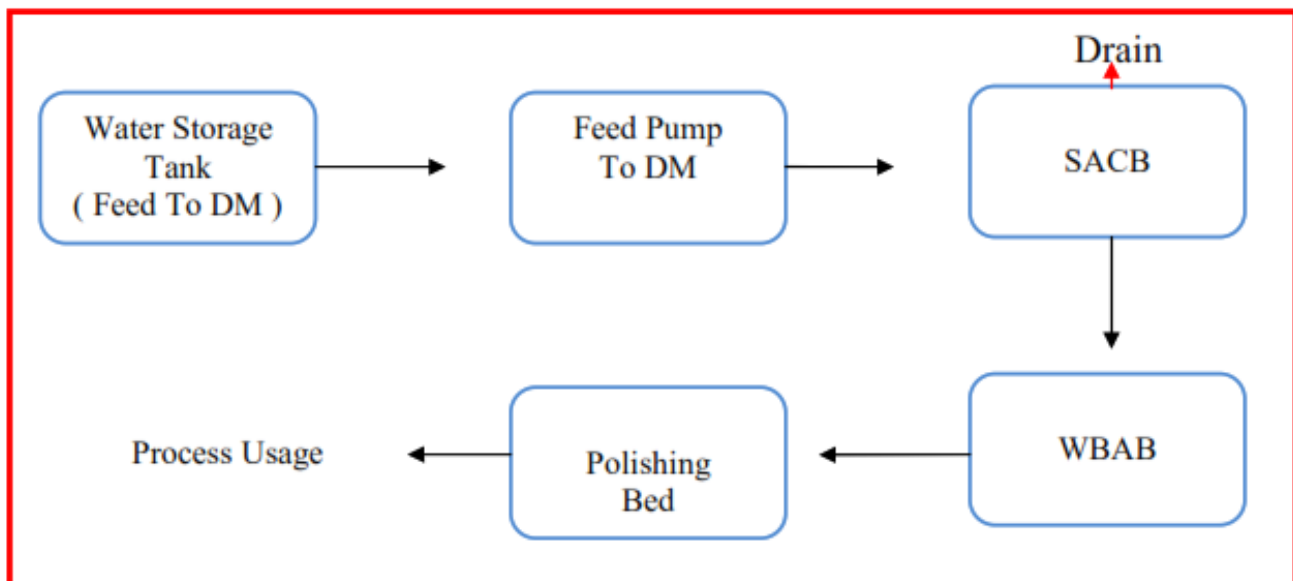 Drain
Water Storage
Tank
( Feed To DM )
Feed Pump
To DM
SACB
WBAB
Polishing
Bed
Process Usage